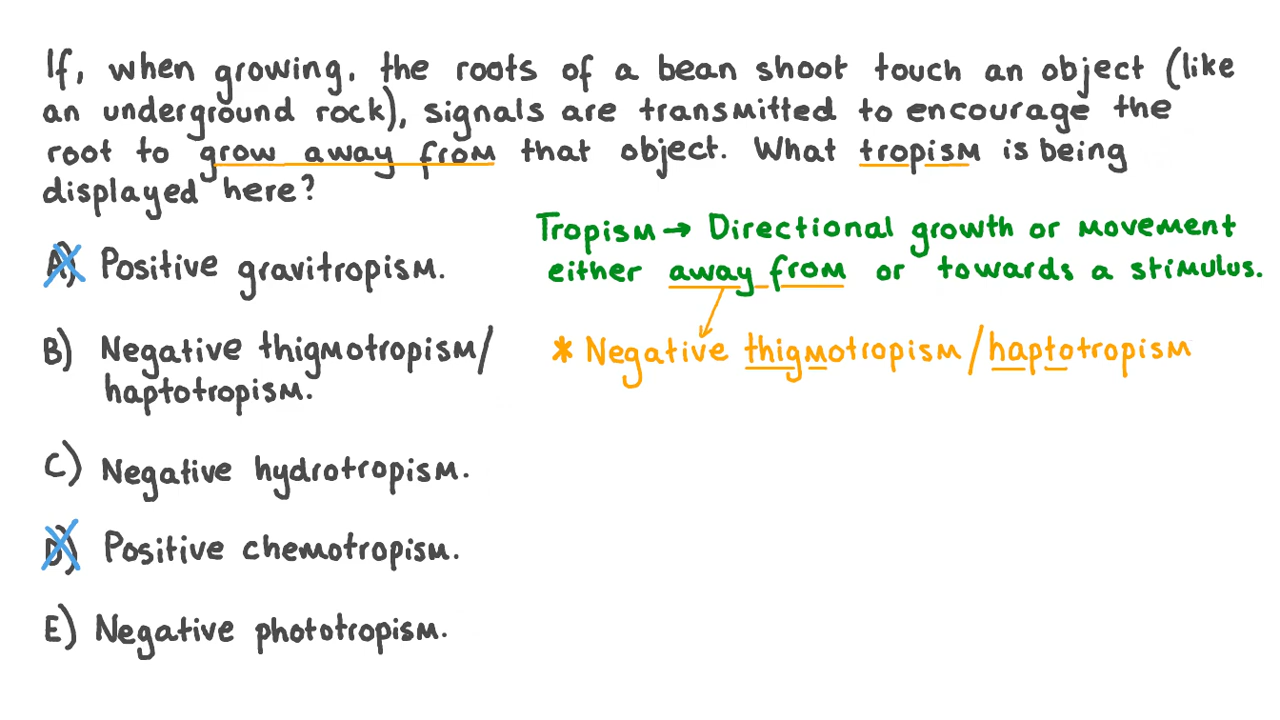 If, when growing, the roots of a bean shoot touch an object (like
an underground rock), signals are transmitted to encourage the
root to grow away from that object. What tropism is being
displayed here?
Tropism → Directional growth or movement
either away from or towards a stimulus.
A) Positive gravitropism.
B) Negative thigmotropism/
haptotropism.
* Negative thigmotropism/haptotropism
C) Negative hydrotropism.
D) Positive chemotropism.
E) Negative phototropism.